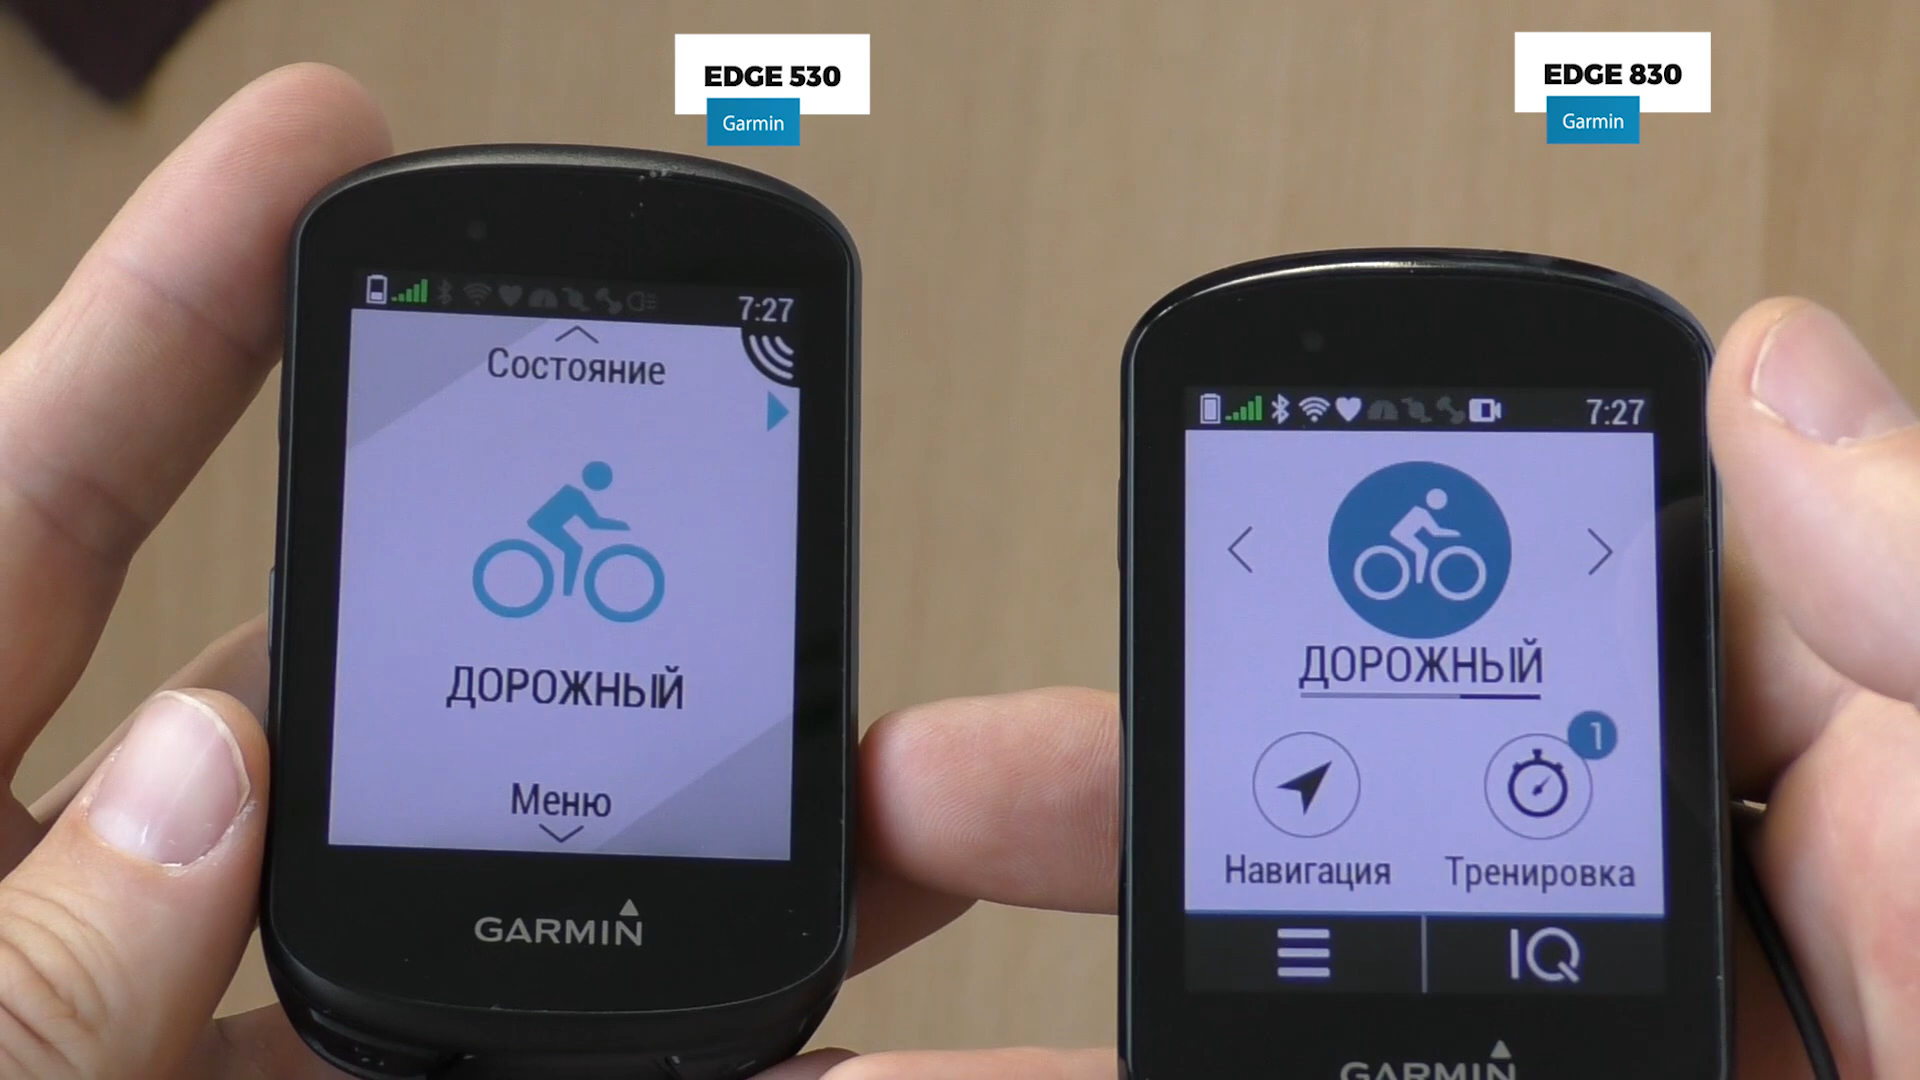 EDGE 530
Garmin
7:27
Состояние
ДОРОЖНЫЙ
Меню
GARMIN
EDGE 830
Garmin
7:27
ДОРОЖНЫЙ
1
Навигация
Тренировка
IQ
GARMIN